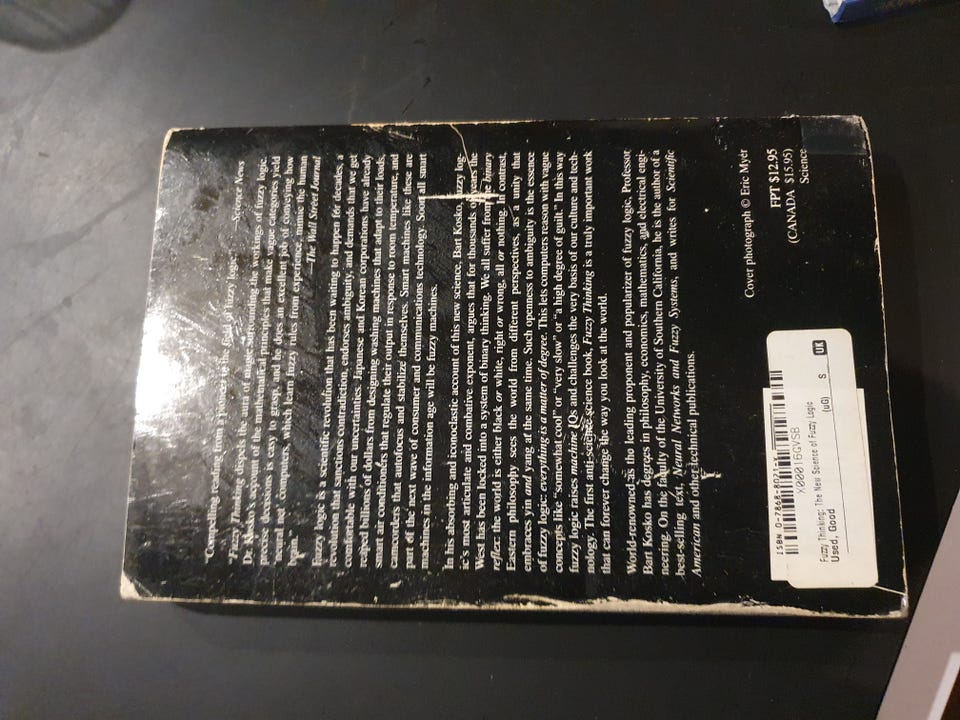 "Compelling reading from a pioneer in the field of fuzzy logic." —Science News
"Fuzzy Thinking dispels the aura of magic surrounding the workings of fuzzy logic.
Dr. Kosko's account of the mathematical principles that make vague categories yield
precise decisions is easy to grasp, and he does an excellent job of conveying how
neural net computers, which learn fuzzy rules from experience, mimic the human
brain." —The Wall Street Journal
Fuzzy logic is a scientific revolution that has been waiting to happen for decades, a
revolution that sanctions contradiction, endorses ambiguity, and demands that we get
comfortable with our uncertainties. Japanese and Korean corporations have already
reaped billions of dollars from designing washing machines that adapt to their loads,
smart air conditioners that regulate their output in response to room temperature, and
camcorders that autofocus and stabilize themselves. Smart machines like these are
part of the next wave of consumer and communications technology. Soon all smart
machines in the information age will be fuzzy machines.
In his absorbing and iconoclastic account of this new science, Bart Kosko, fuzzy log-
ic's most articulate and combative exponent, argues that for thousands of years the
West has been locked into a system of binary thinking. We all suffer from the binary
reflex: the world is either black or white, right or wrong, all or nothing. In contrast,
Eastern philosophy sees the world from different perspectives, as a unity that
embraces yin and yang at the same time. Such openness to ambiguity is the essence
of fuzzy logic: everything is a matter of degree. This lets computers reason with vague
concepts like "somewhat cool" or "very slow" or "a high degree of guilt." In this way
fuzzy logic raises machine IQs and challenges the very basis of our culture and tech-
nology. The first anti-science science book, Fuzzy Thinking is a truly important work
that can forever change the way you look at the world.
World-renowned as the leading proponent and popularizer of fuzzy logic, Professor
Bart Kosko has degrees in philosophy, economics, mathematics, and electrical engi-
neering. On the faculty of the University of Southern California, he is the author of a
best-selling text, Neural Networks and Fuzzy Systems, and writes for Scientific
American and other technical publications.
Cover photograph © Eric Myer
FPT $12.95
(CANADA $15.95)
Science
ISBN 0-7868-8021-X
X000016GVSB
Fuzzy Thinking: The New Science of Fuzzy Logic
Used, Good
(uG) S UK